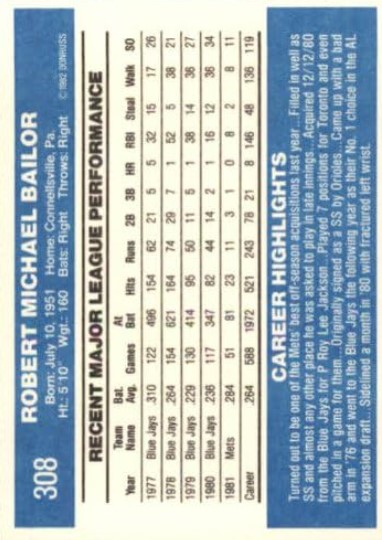 308
ROBERT MICHAEL BAILOR
Born: July 10, 1951 Home: Connellsville, Pa.
Ht.: 5'10" Wgt.: 160 Bats: Right Throws: Right © 1982 DONRUSS
RECENT MAJOR LEAGUE PERFORMANCE
Year Team Name Bat. Avg. Games At Bat Hits Runs 2B 3B HR RBI Steal Walk SO
1977 Blue Jays .310 122 496 154 62 21 5 5 32 15 17 26
1978 Blue Jays .264 154 621 164 74 29 7 1 52 5 38 21
1979 Blue Jays .229 130 414 95 50 11 5 1 38 14 36 27
1980 Blue Jays .236 117 347 82 44 14 2 1 16 12 36 34
1981 Mets .284 51 81 23 11 3 1 0 8 2 8 11
Career .264 588 1972 521 243 78 21 8 146 48 136 119
CAREER HIGHLIGHTS
Turned out to be one of the Mets' best off-season acquisitions last year...Filled in well as
SS and almost any other place he was asked to play in late innings...Acquired 12/12/80
from the Blue Jays for P Roy Lee Jackson...Played 7 positions for Toronto and even
pitched in a game for them...Originally signed as a SS by Orioles...Came up with a bad
arm in '76 and went to the Blue Jays the following year as their No. 1 choice in the AL
expansion draft...Sidelined a month in '80 with fractured left wrist.